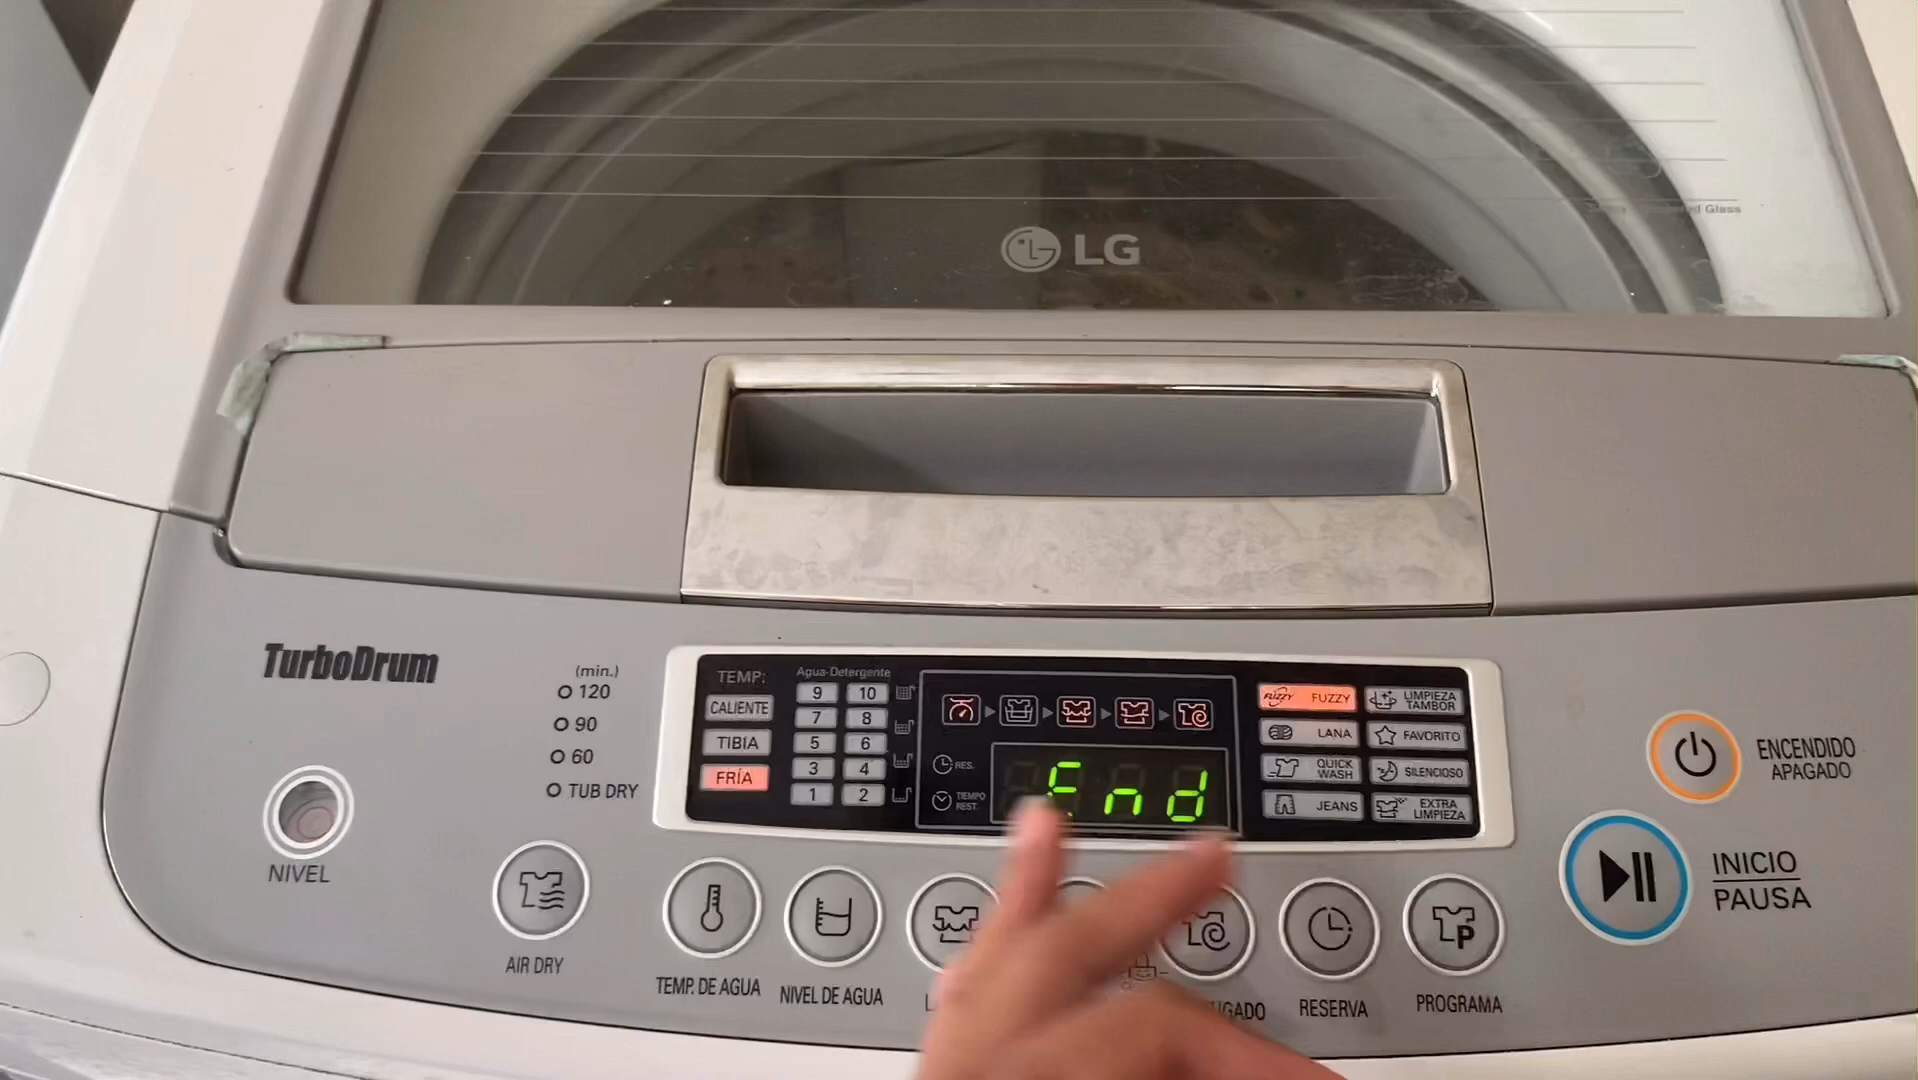 Glass
LG
TurboDrum
(min.)
120
90
60
TUB DRY
NIVEL
AIR DRY
TEMP:
CALIENTE
TIBIA
FRÍA
Agua-Detergente
9 10
7 8
5 6
3 4
1 2
RES.
TIEMPO
REST.
End
FUZZY FUZZY
LANA
QUICK
WASH
JEANS
LIMPIEZA
TAMBOR
FAVORITO
SILENCIOSO
EXTRA
LIMPIEZA
ENCENDIDO
APAGADO
INICIO
PAUSA
TEMP. DE AGUA
NIVEL DE AGUA
RESERVA
P
PROGRAMA